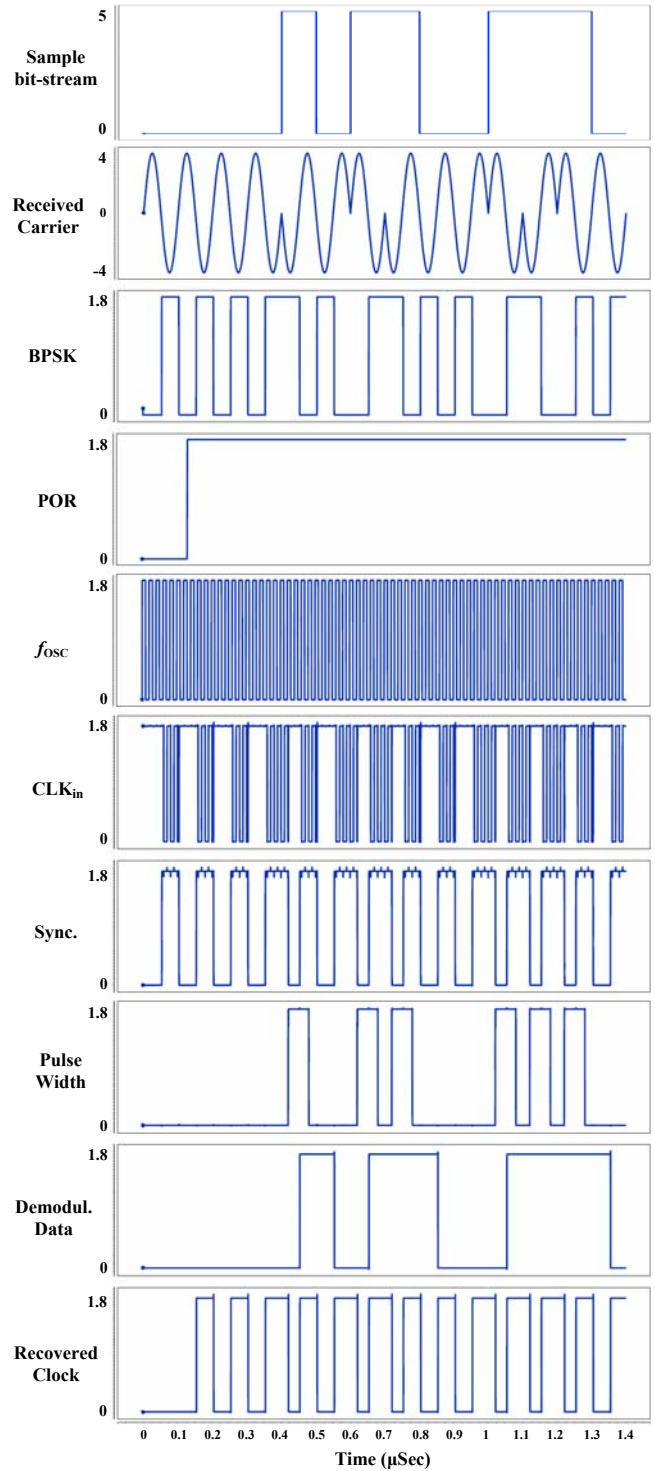 5
Sample
bit-stream
0
4
Received
Carrier
0
-4
1.8
BPSK
0
1.8
POR
0
1.8
fOSC
0
1.8
CLKin
0
1.8
Sync.
0
1.8
Pulse
Width
0
1.8
Demodul.
Data
0
1.8
Recovered
Clock
0
0 0.1 0.2 0.3 0.4 0.5 0.6 0.7 0.8 0.9 1 1.1 1.2 1.3 1.4
Time (μSec)